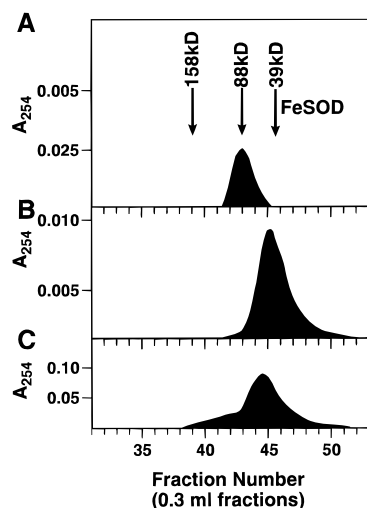 A
158kD
88kD
39kD
FeSOD
0.005
0.025
A254
B
0.010
0.005
A254
C
0.10
0.05
A254
35 40 45 50
Fraction Number
(0.3 ml fractions)